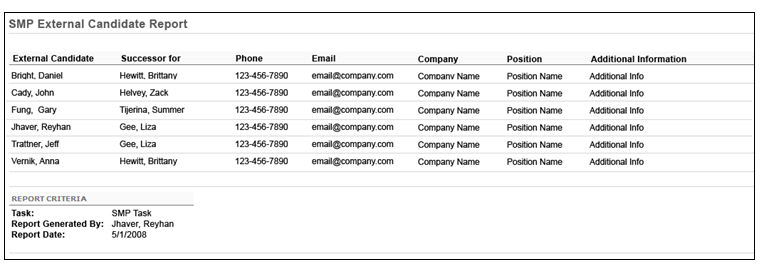 SMP External Candidate Report
External Candidate Successor for Phone Email Company Position Additional Information
Bright, Daniel Hewitt, Brittany 123-456-7890 email@company.com Company Name Position Name Additional Info
Cady, John Helvey, Zack 123-456-7890 email@company.com Company Name Position Name Additional Info
Fung, Gary Tijerina, Summer 123-456-7890 email@company.com Company Name Position Name Additional Info
Jhaver, Reyhan Gee, Liza 123-456-7890 email@company.com Company Name Position Name Additional Info
Trattner, Jeff Gee, Liza 123-456-7890 email@company.com Company Name Position Name Additional Info
Vernik, Anna Hewitt, Brittany 123-456-7890 email@company.com Company Name Position Name Additional Info
REPORT CRITERIA
Task: SMP Task
Report Generated By: Jhaver, Reyhan
Report Date: 5/1/2008